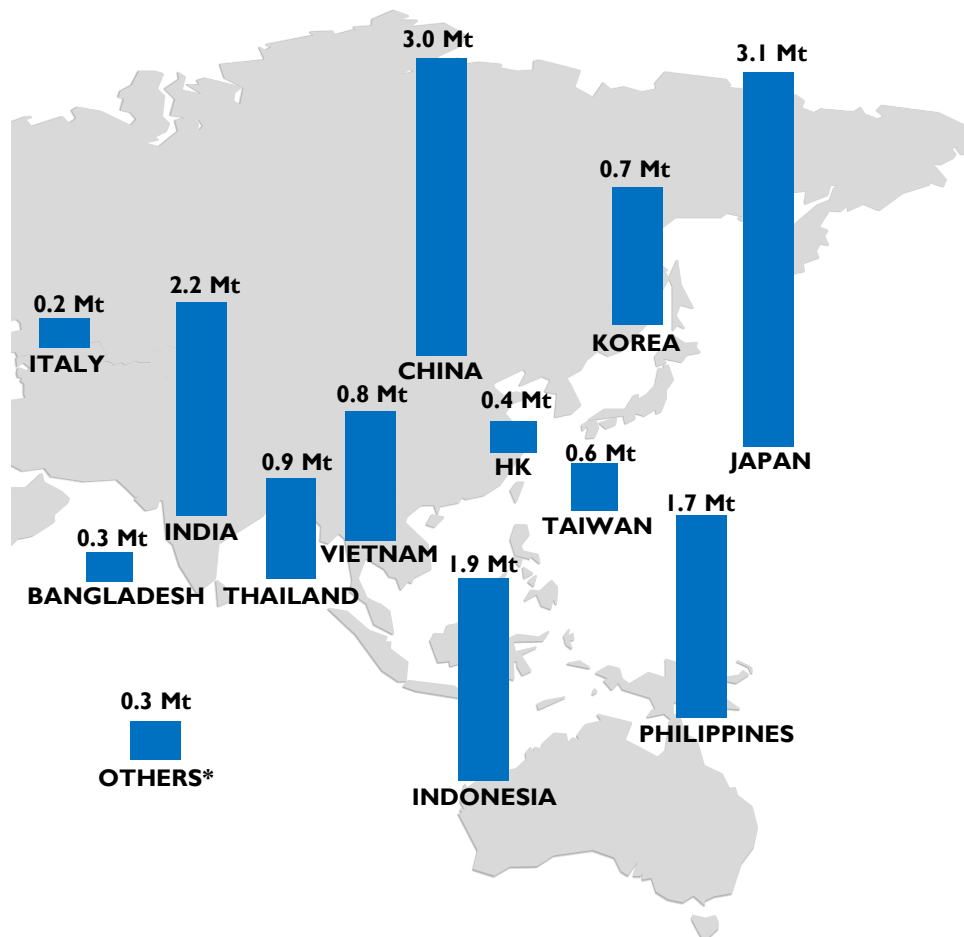 3.0 Mt
CHINA
3.1 Mt
JAPAN
0.7 Mt
KOREA
2.2 Mt
INDIA
0.2 Mt
ITALY
0.8 Mt
VIETNAM
0.4 Mt
HK
0.6 Mt
TAIWAN
0.9 Mt
THAILAND
1.7 Mt
PHILIPPINES
0.3 Mt
BANGLADESH
1.9 Mt
INDONESIA
0.3 Mt
OTHERS*